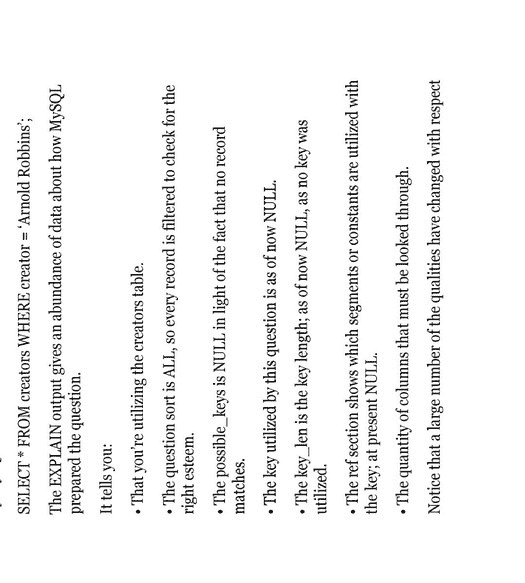 SELECT * FROM creators WHERE creator = ‘Arnold Robbins’;
The EXPLAIN output gives an abundance of data about how MySQL
prepared the question.
It tells you:
• That you're utilizing the creators table.
• The question sort is ALL, so every record is filtered to check for the
right esteem.
• The possible_keys is NULL in light of the fact that no record
matches.
• The key utilized by this question is as of now NULL.
• The key_len is the key length; as of now NULL, as no key was
utilized.
• The ref section shows which segments or constants are utilized with
the key; at present NULL.
• The quantity of columns that must be looked through.
Notice that a large number of the qualities have changed with respect